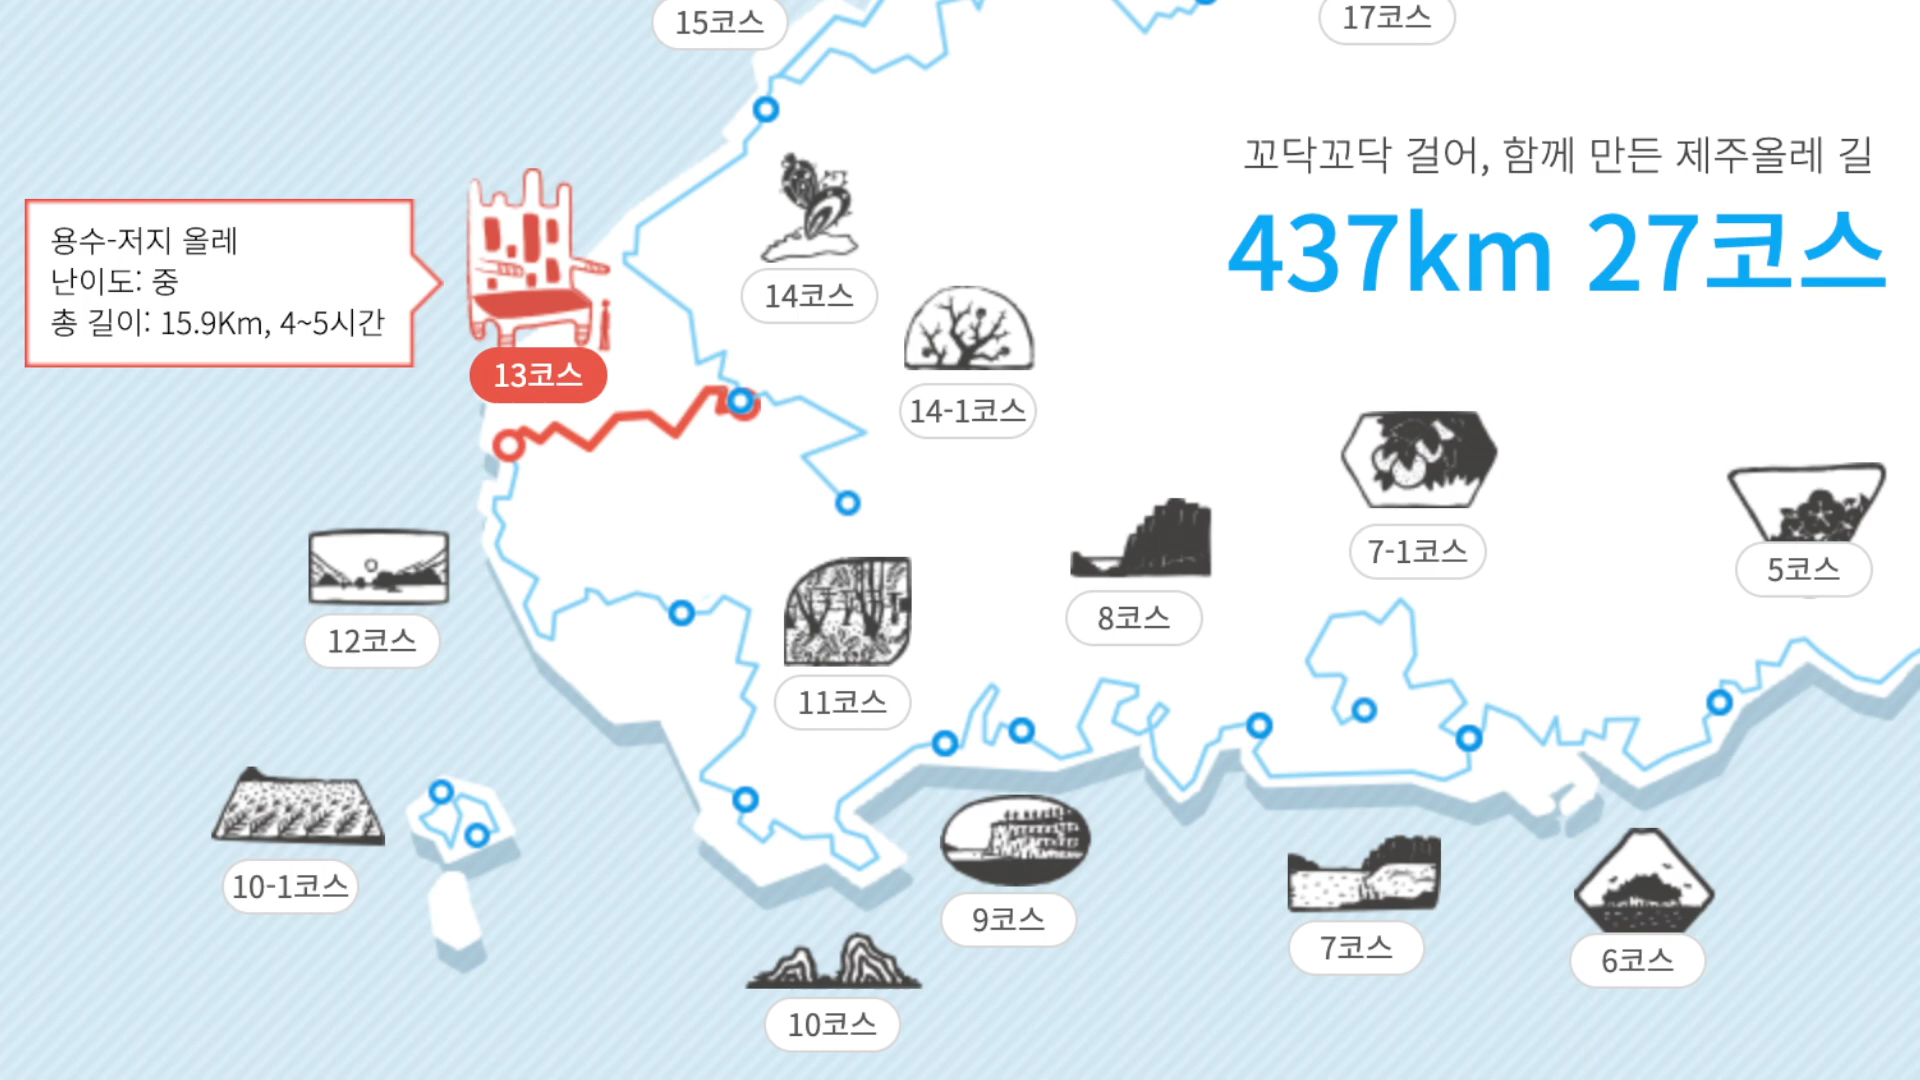 15코스
17코스
꼬닥꼬닥 걸어, 함께 만든 제주올레 길
437km 27코스
용수-저지 올레
난이도: 중
총 길이: 15.9Km, 4~5시간
13코스
14코스
14-1코스
7-1코스
5코스
8코스
12코스
11코스
10-1코스
9코스
7코스
6코스
10코스